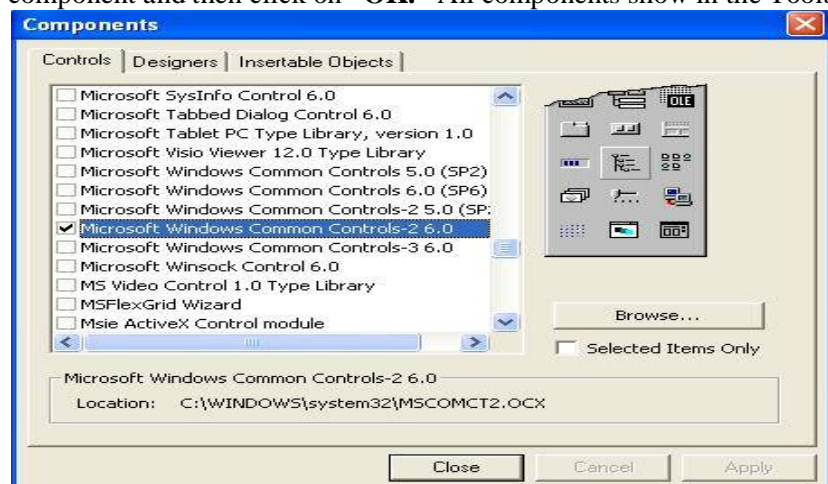 component and then click on "OK." All components show in the Tools
Components
Controls
Designers
Insertable Objects
Microsoft SysInfo Control 6.0
Microsoft Tabbed Dialog Control 6.0
Microsoft Tablet PC Type Library, version 1.0
Microsoft Visio Viewer 12.0 Type Library
Microsoft Windows Common Controls 5.0 (SP2)
Microsoft Windows Common Controls 6.0 (SP6)
Microsoft Windows Common Controls-2 5.0 (SP
Microsoft Windows Common Controls-2 6.0
Microsoft Windows Common Controls-3 6.0
Microsoft Winsock Control 6.0
MS Video Control 1.0 Type Library
MSFlexGrid Wizard
Msie ActiveX Control module
OLE
Browse...
Selected Items Only
Microsoft Windows Common Controls-2 6.0
Location: C:\WINDOWS\system32\MSCOMCT2.OCX
Close
Cancel
Apply